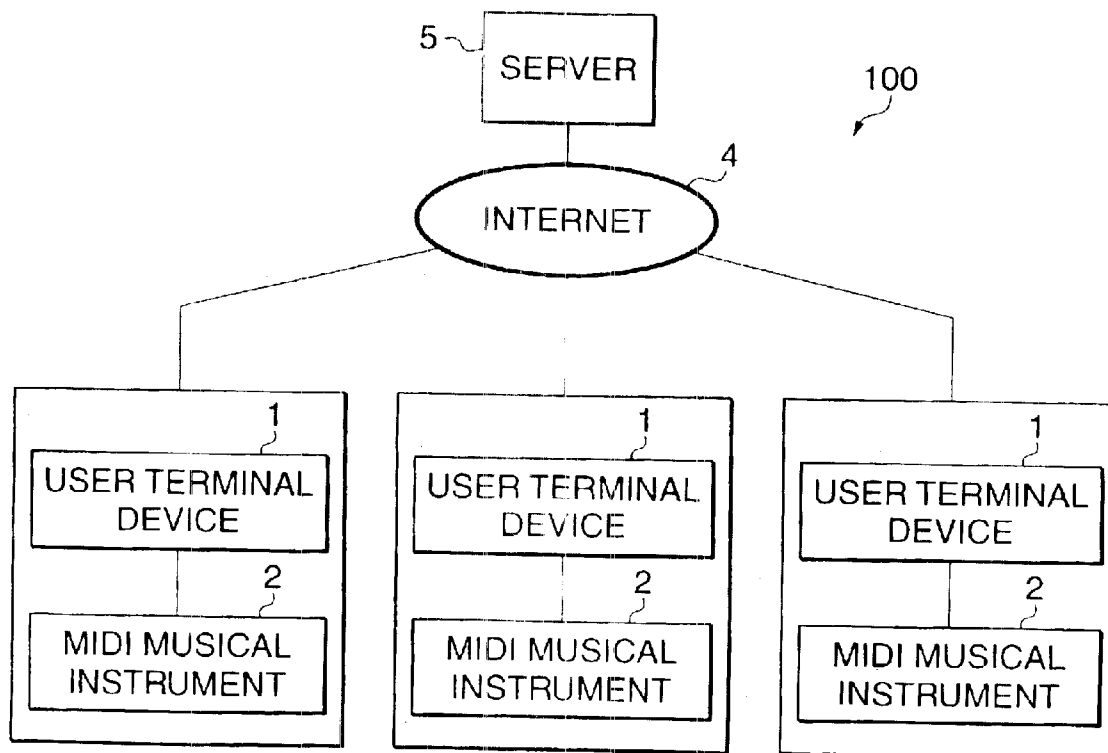 5
SERVER
100
4
INTERNET
1
USER TERMINAL
DEVICE
2
MIDI MUSICAL
INSTRUMENT
1
USER TERMINAL
DEVICE
2
MIDI MUSICAL
INSTRUMENT
1
USER TERMINAL
DEVICE
2
MIDI MUSICAL
INSTRUMENT